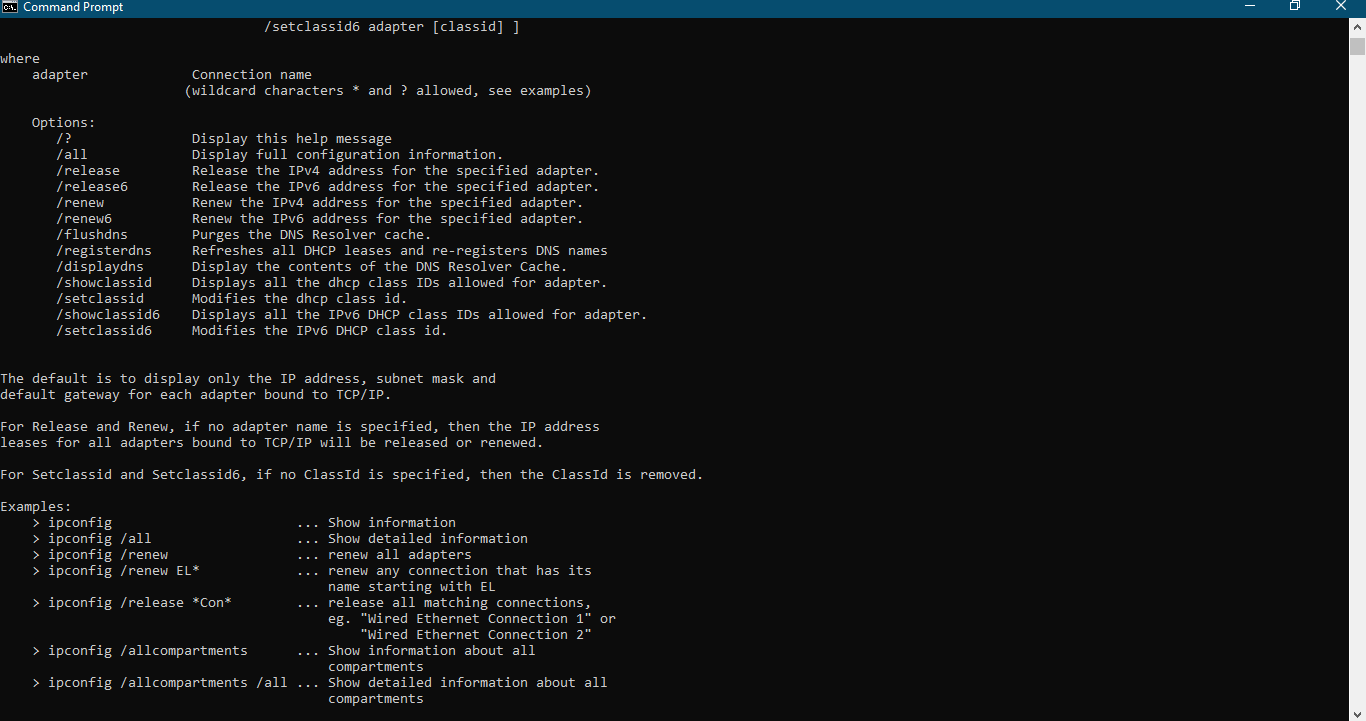 Command Prompt
                                 /setclassid6 adapter [classid] ]

where
    adapter             Connection name
                       (wildcard characters * and ? allowed, see examples)

    Options:
       /?               Display this help message
       /all             Display full configuration information.
       /release         Release the IPv4 address for the specified adapter.
       /release6        Release the IPv6 address for the specified adapter.
       /renew           Renew the IPv4 address for the specified adapter.
       /renew6          Renew the IPv6 address for the specified adapter.
       /flushdns        Purges the DNS Resolver cache.
       /registerdns     Refreshes all DHCP leases and re-registers DNS names
       /displaydns      Display the contents of the DNS Resolver Cache.
       /showclassid     Displays all the dhcp class IDs allowed for adapter.
       /setclassid      Modifies the dhcp class id.
       /showclassid6    Displays all the IPv6 DHCP class IDs allowed for adapter.
       /setclassid6     Modifies the IPv6 DHCP class id.


The default is to display only the IP address, subnet mask and
default gateway for each adapter bound to TCP/IP.

For Release and Renew, if no adapter name is specified, then the IP address
leases for all adapters bound to TCP/IP will be released or renewed.

For Setclassid and Setclassid6, if no ClassId is specified, then the ClassId is removed.

Examples:
    > ipconfig                       ... Show information
    > ipconfig /all                  ... Show detailed information
    > ipconfig /renew                ... renew all adapters
    > ipconfig /renew EL*            ... renew any connection that has its
                                         name starting with EL
    > ipconfig /release *Con*        ... release all matching connections,
                                         eg. "Wired Ethernet Connection 1" or
                                             "Wired Ethernet Connection 2"
    > ipconfig /allcompartments      ... Show information about all
                                         compartments
    > ipconfig /allcompartments /all ... Show detailed information about all
                                         compartments